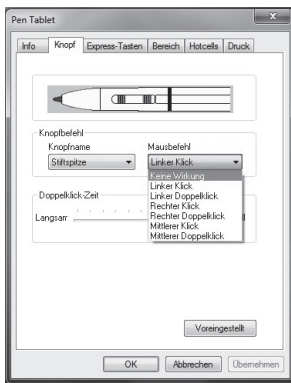 Pen Tablet
Info Knopf Express-Tasten Bereich Hotcells Druck
Knopfbefehl
Knopfname Mausbefehl
Stiftspitze Linker Klick
Keine Wirkung
Linker Klick
Linker Doppelklick
Rechter Klick
Rechter Doppelklick
Mittlerer Klick
Mittlerer Doppelklick
Doppelklick-Zeit
Langsam
Voreingestellt
OK Abbrechen Übernehmen